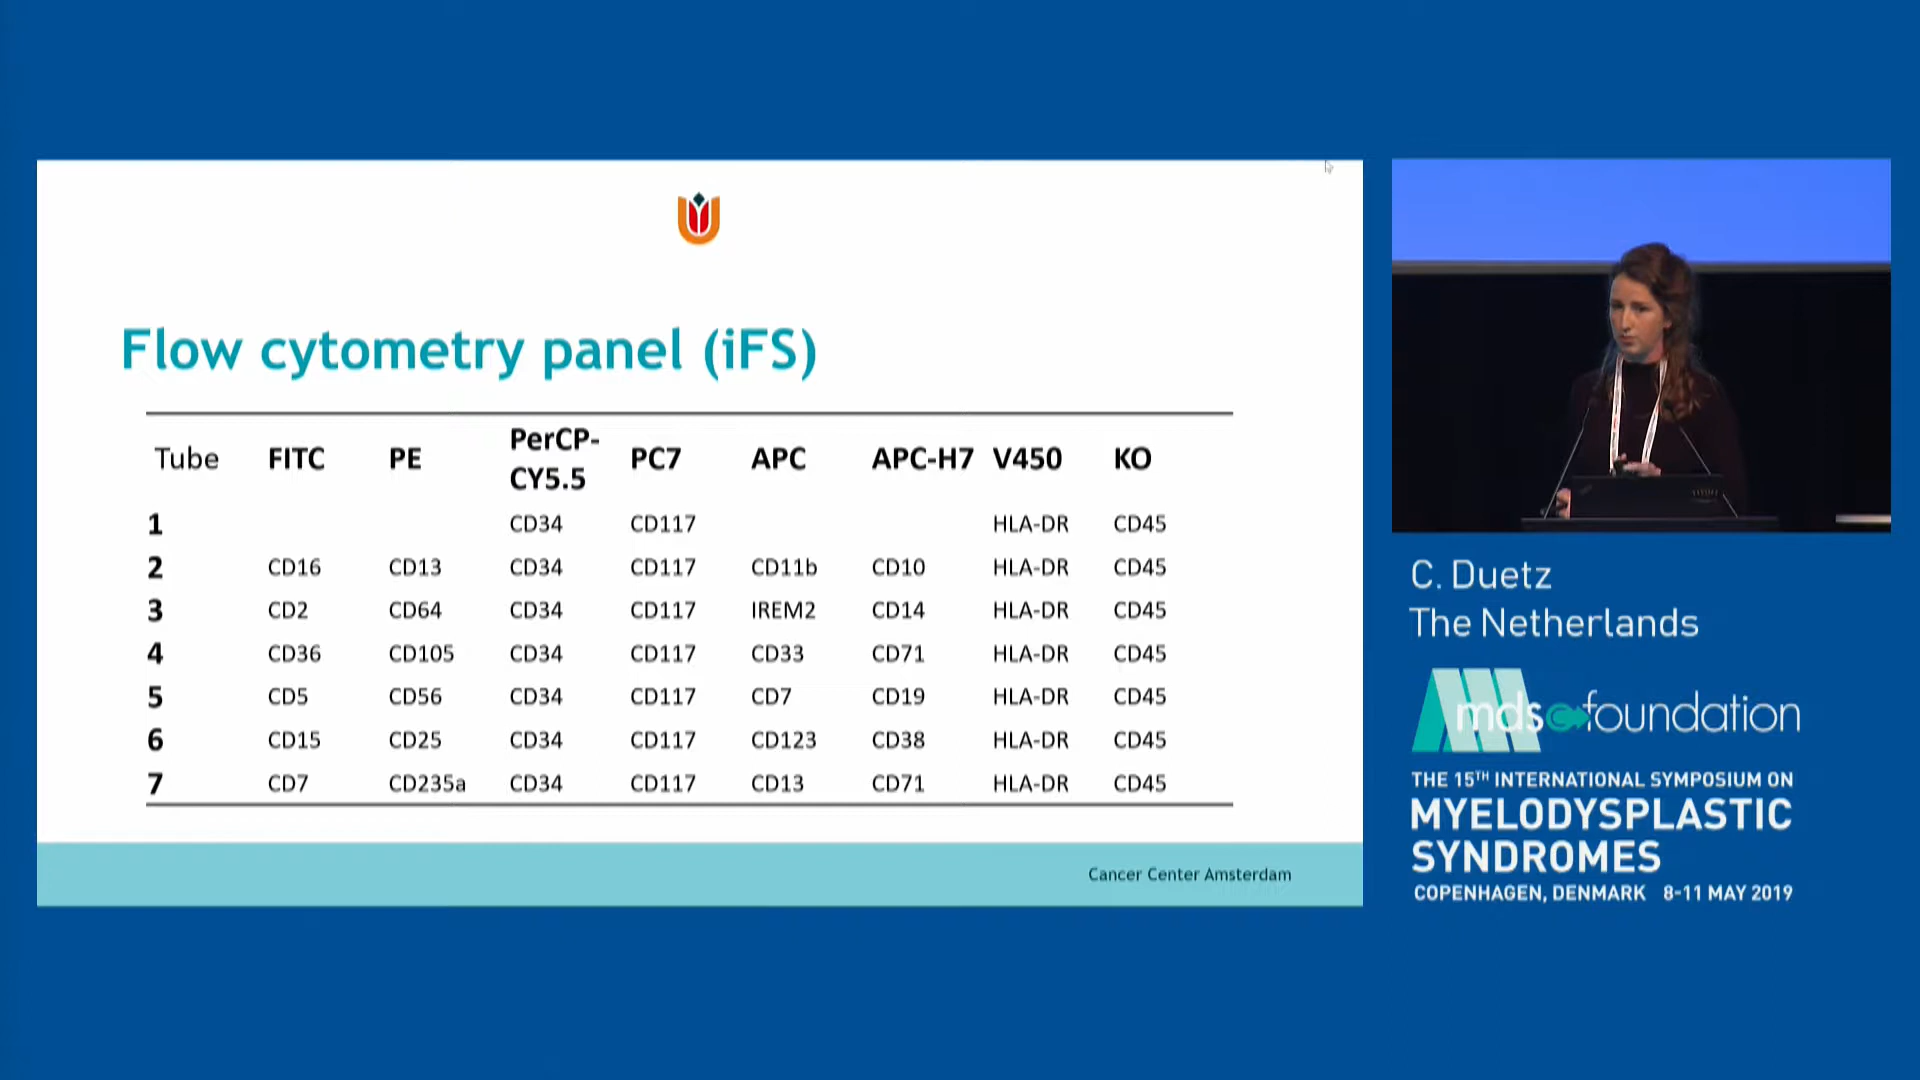 Flow cytometry panel (iFS)
Tube FITC PE PerCP-CY5.5 PC7 APC APC-H7 V450 KO
1 CD34 CD117 HLA-DR CD45
2 CD16 CD13 CD34 CD117 CD11b CD10 HLA-DR CD45
3 CD2 CD64 CD34 CD117 IREM2 CD14 HLA-DR CD45
4 CD36 CD105 CD34 CD117 CD33 CD71 HLA-DR CD45
5 CD5 CD56 CD34 CD117 CD7 CD19 HLA-DR CD45
6 CD15 CD25 CD34 CD117 CD123 CD38 HLA-DR CD45
7 CD7 CD235a CD34 CD117 CD13 CD71 HLA-DR CD45
Cancer Center Amsterdam
C. Duetz
The Netherlands
mds foundation
THE 15TH INTERNATIONAL SYMPOSIUM ON
MYELODYSPLASTIC
SYNDROMES
COPENHAGEN, DENMARK 8-11 MAY 2019